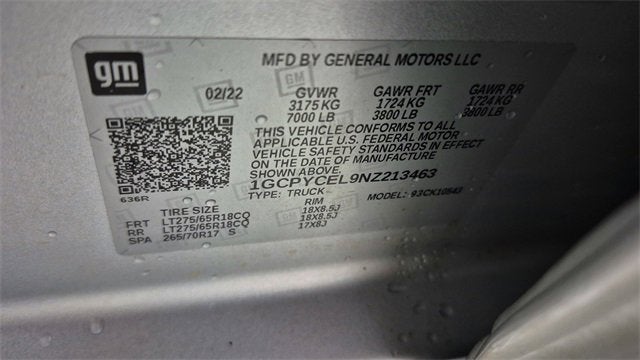 gm
MFD BY GENERAL MOTORS LLC
02/22 GVWR GAWR FRT GAWR RR
3175 KG 1724 KG 1724 KG
7000 LB 3800 LB 3800 LB
THIS VEHICLE CONFORMS TO ALL
APPLICABLE U.S. FEDERAL MOTOR
VEHICLE SAFETY STANDARDS IN EFFECT
ON THE DATE OF MANUFACTURE
SHOWN ABOVE.
1GCPYCEL9NZ213463
636R TYPE: TRUCK MODEL: 93CK10543
TIRE SIZE RIM
FRT LT275/65R18CQ 18X8.5J
RR LT275/65R18CQ 18X8.5J
SPA 265/70R17 S 17X8J